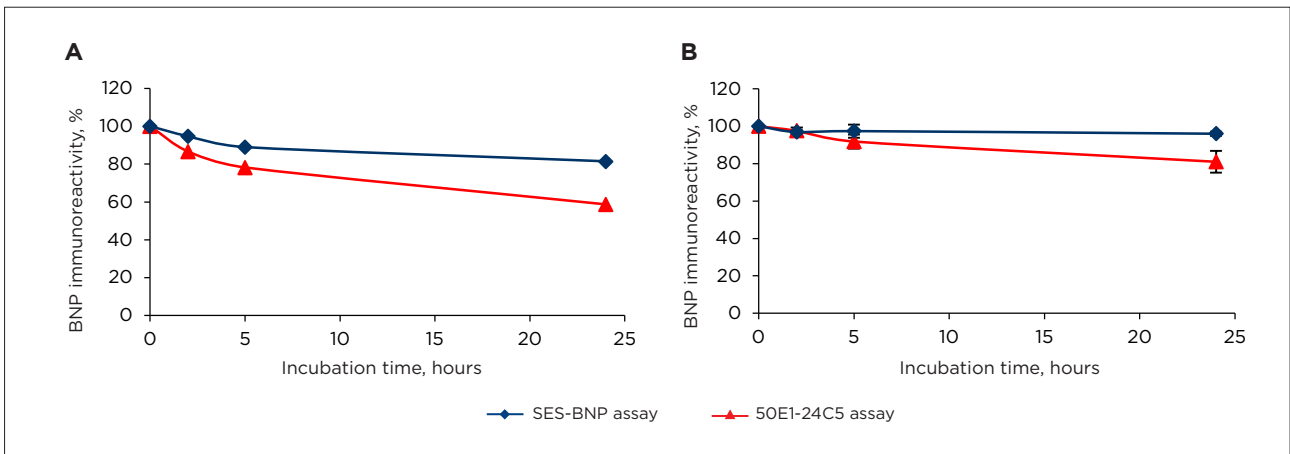 A
BNP immunoreactivity, %
120
100
80
60
40
20
0
0 5 10 15 20 25
Incubation time, hours
B
BNP immunoreactivity, %
120
100
80
60
40
20
0
0 5 10 15 20 25
Incubation time, hours
SES-BNP assay 50E1-24C5 assay